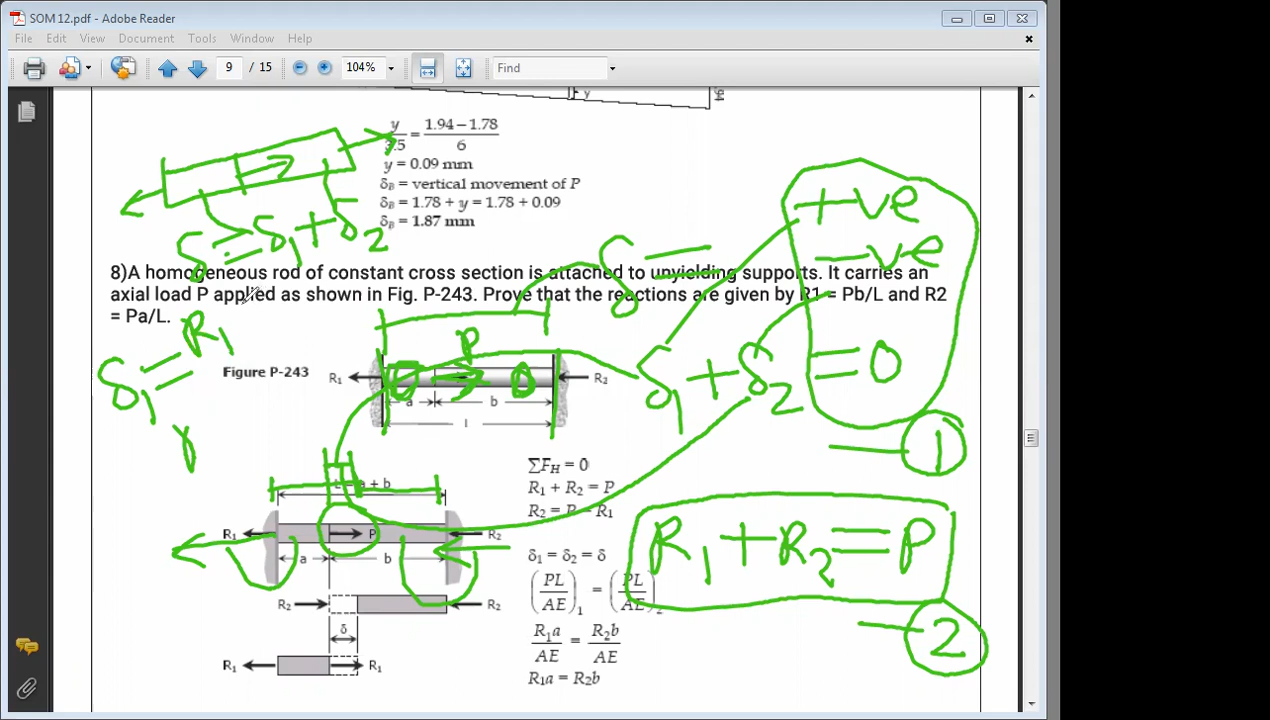 SOM 12.pdf - Adobe Reader
File Edit View Document Tools Window Help
9 / 15 104% Find
y
y/3.5 = 1.94 – 1.78/6
y = 0.09 mm
δB = vertical movement of P
δB = 1.78 + y = 1.78 + 0.09
δB = 1.87 mm
+ve
-ve
= 0
1
δ = δ1 + δ2
δ =
8)A homogeneous rod of constant cross section is attached to unyielding supports. It carries an
axial load P applied as shown in Fig. P-243. Prove that the reactions are given by R1 = Pb/L and R2
= Pa/L.
δ1 = R1
P
Figure P-243 R1 R2
δ1 + δ2
a b
L
L = a + b
R1 P R2
a b
R2 R2
δ
R1 R1
∑FH = 0
R1 + R2 = P
R2 = P – R1
δ1 = δ2 = δ
(PL/AE)1 = (PL/AE)2
R1a/AE = R2b/AE
R1a = R2b
R1 + R2 = P
2